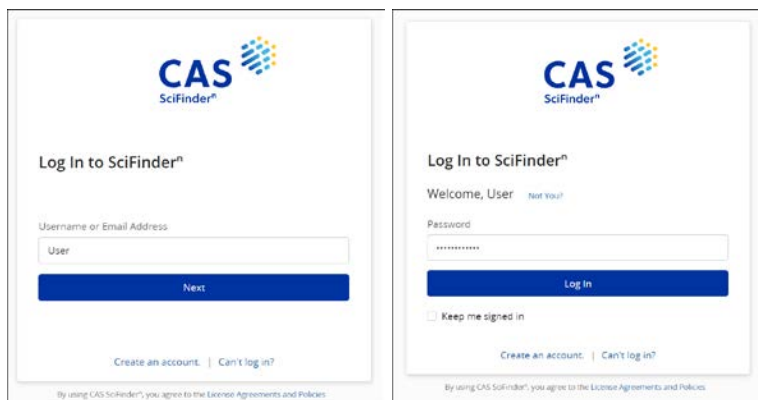 CAS
SciFinderⁿ
Log In to SciFinderⁿ
Username or Email Address
User
Next
Create an account. | Can't log in?
By using CAS SciFinderⁿ, you agree to the License Agreements and Policies
CAS
SciFinderⁿ
Log In to SciFinderⁿ
Welcome, User Not You?
Password
••••••••••••
Log In
Keep me signed in
Create an account. | Can't log in?
By using CAS SciFinderⁿ, you agree to the License Agreements and Policies